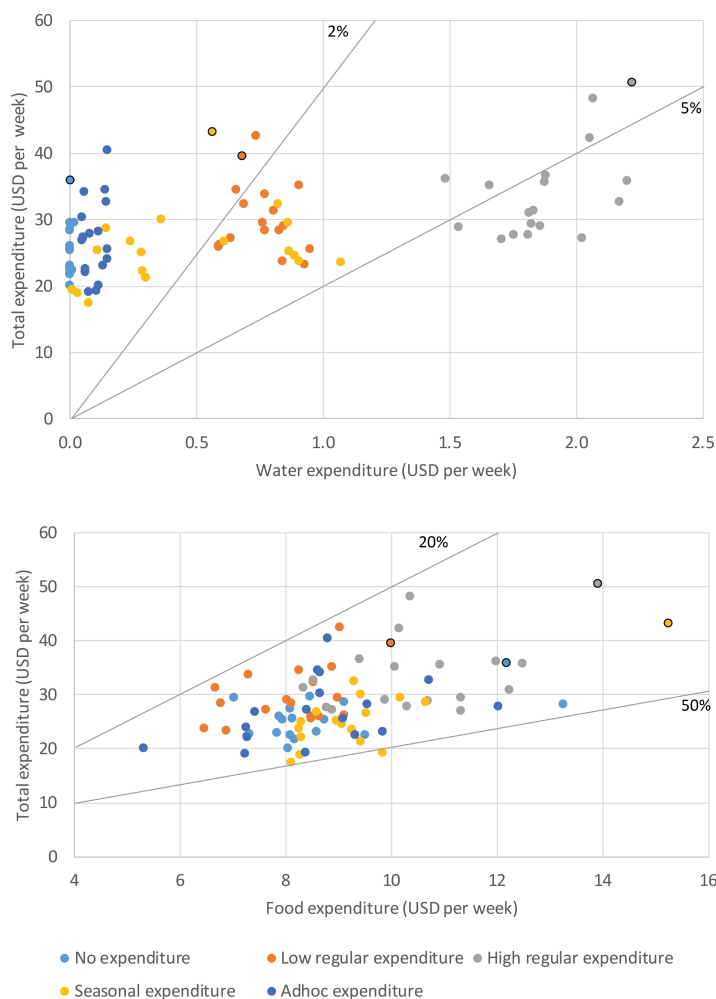 60
2%
50
5%
40
30
20
10
0
0.0 0.5 1.0 1.5 2.0 2.5
Total expenditure (USD per week)
Water expenditure (USD per week)
60
20%
50
40
30
50%
20
10
0
4 6 8 10 12 14 16
Total expenditure (USD per week)
Food expenditure (USD per week)
No expenditure Low regular expenditure High regular expenditure
Seasonal expenditure Adhoc expenditure